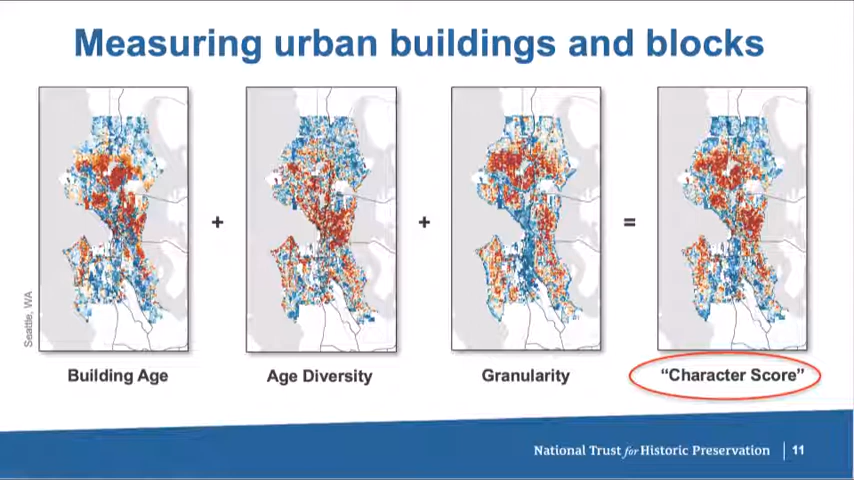 Measuring urban buildings and blocks
+ + =
Seattle, WA
Building Age
Age Diversity
Granularity
“Character Score”
National Trust for Historic Preservation | 11